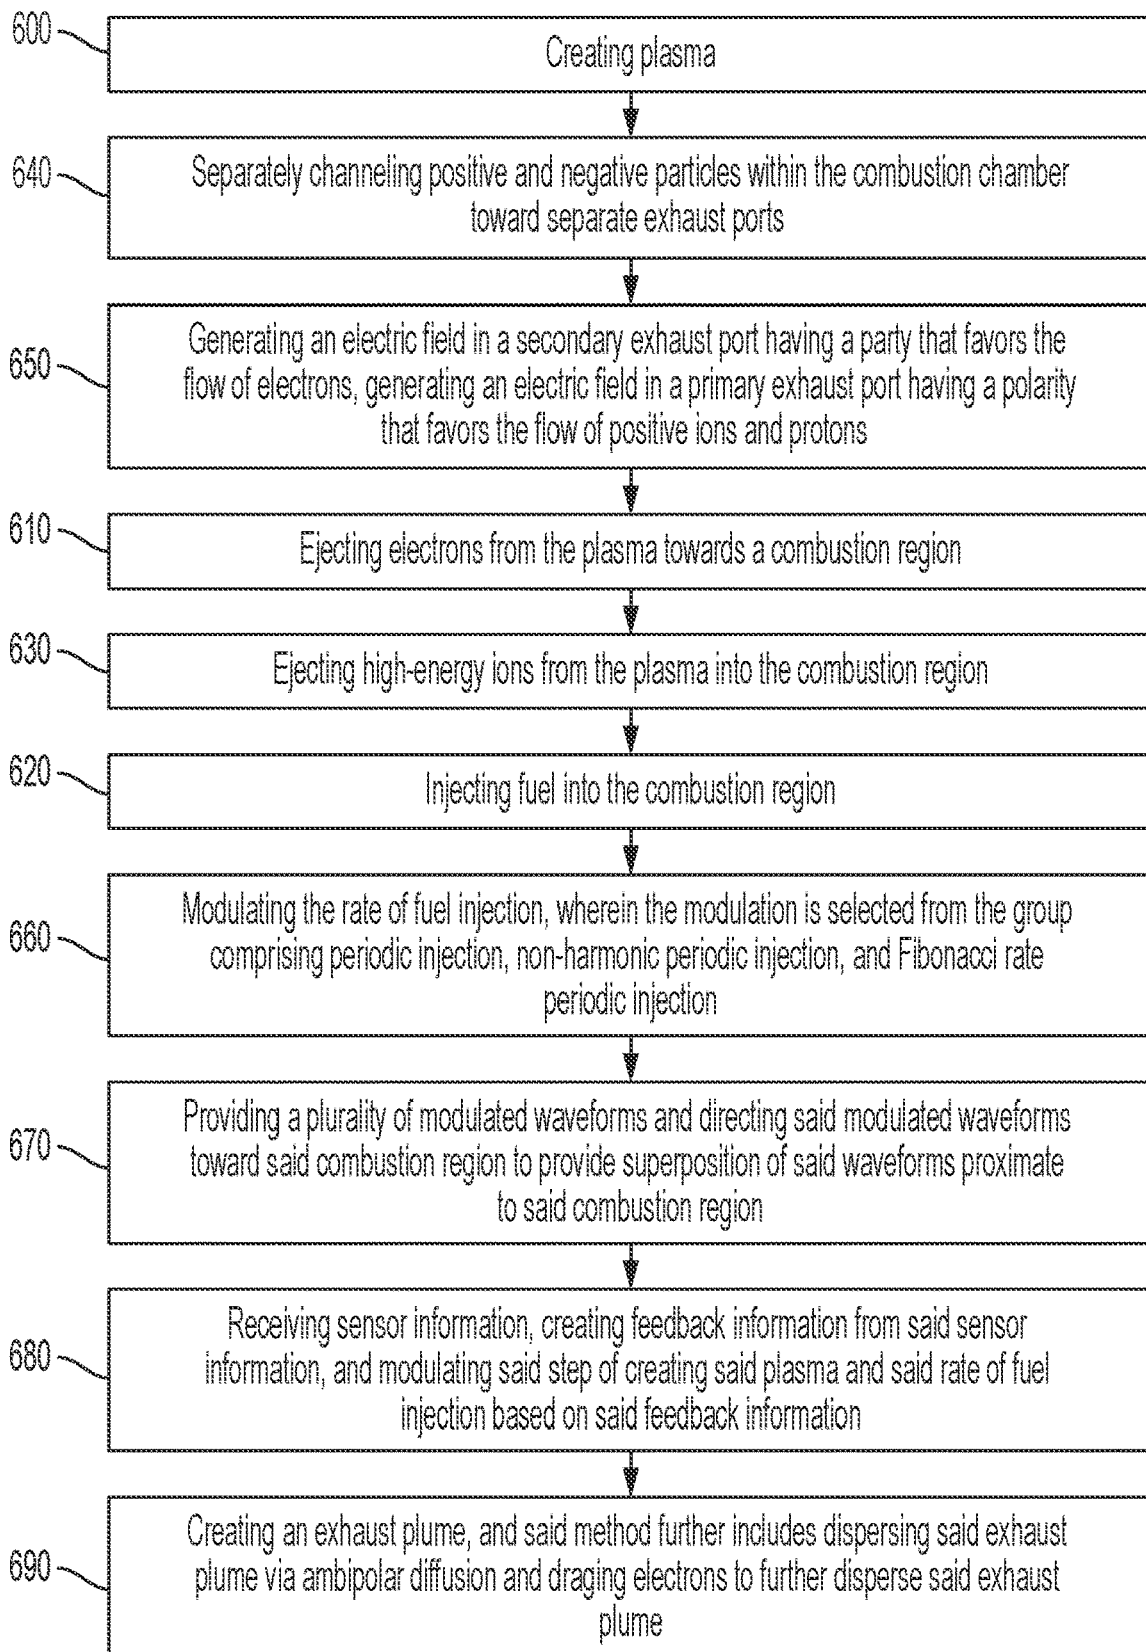 600
Creating plasma
640
Separately channeling positive and negative particles within the combustion chamber
toward separate exhaust ports
650
Generating an electric field in a secondary exhaust port having a party that favors the
flow of electrons, generating an electric field in a primary exhaust port having a polarity
that favors the flow of positive ions and protons
610
Ejecting electrons from the plasma towards a combustion region
630
Ejecting high-energy ions from the plasma into the combustion region
620
Injecting fuel into the combustion region
660
Modulating the rate of fuel injection, wherein the modulation is selected from the group
comprising periodic injection, non-harmonic periodic injection, and Fibonacci rate
periodic injection
670
Providing a plurality of modulated waveforms and directing said modulated waveforms
toward said combustion region to provide superposition of said waveforms proximate
to said combustion region
680
Receiving sensor information, creating feedback information from said sensor
information, and modulating said step of creating said plasma and said rate of fuel
injection based on said feedback information
690
Creating an exhaust plume, and said method further includes dispersing said exhaust
plume via ambipolar diffusion and draging electrons to further disperse said exhaust
plume